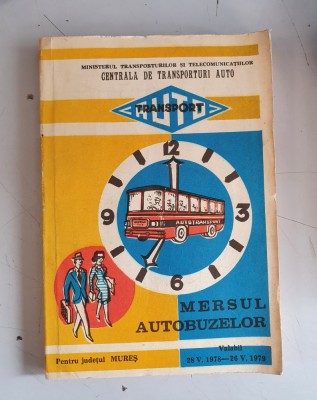 MINISTERUL TRANSPORTURILOR ȘI TELECOMUNICAȚIILOR
CENTRALA DE TRANSPORTURI AUTO
AUTO
TRANSPORT
12
9
3
6
AUTOTRANSPORT
MERSUL
AUTOBUZELOR
Valabil
Pentru județul MUREȘ
28 V. 1978—26 V. 1979